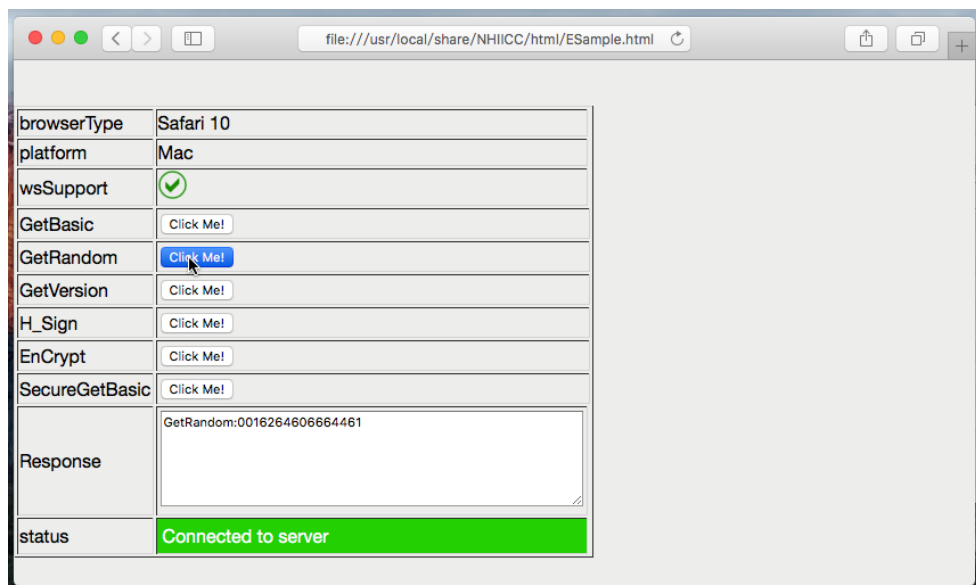 file:///usr/local/share/NHIICC/html/ESample.html
browserType Safari 10
platform Mac
wsSupport
GetBasic Click Me!
GetRandom Click Me!
GetVersion Click Me!
H_Sign Click Me!
EnCrypt Click Me!
SecureGetBasic Click Me!
GetRandom:0016264606664461
Response
status Connected to server